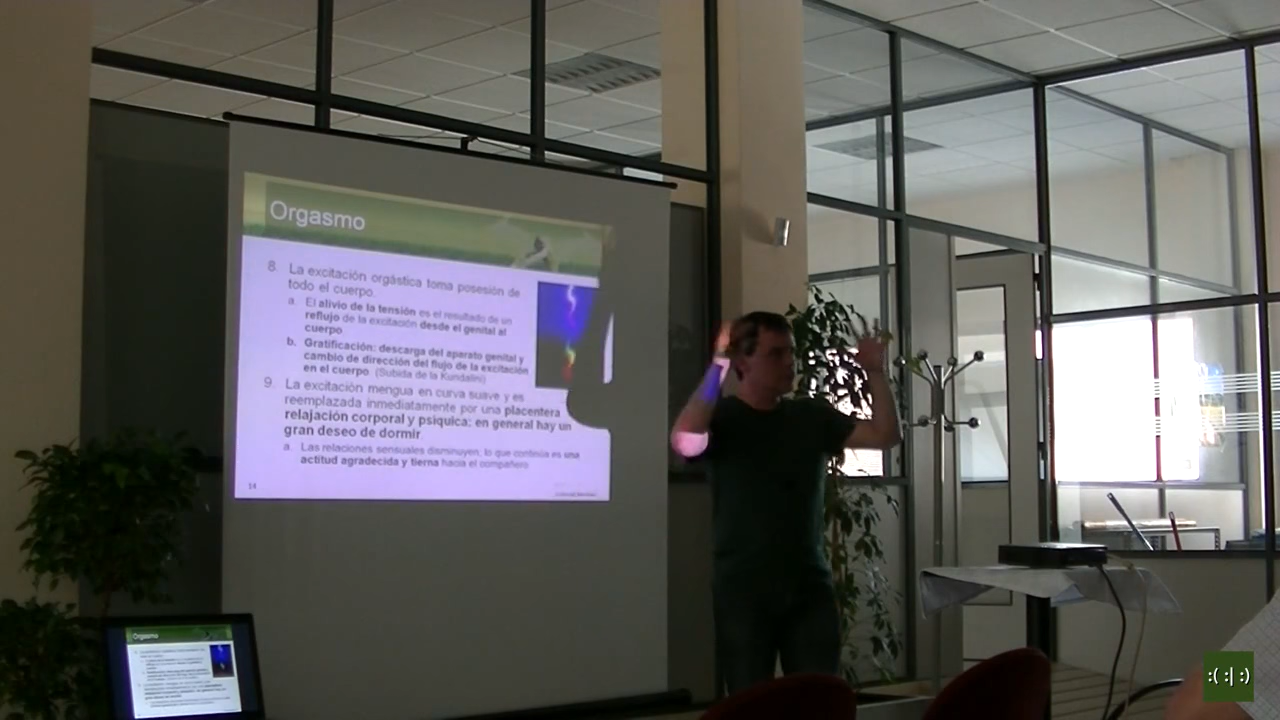 Orgasmo
8. La excitación orgástica toma posesión de
todo el cuerpo.
a. El alivio de la tensión es el resultado de un
reflujo de la excitación desde el genital al
cuerpo
b. Gratificación: descarga del aparato genital y
cambio de dirección del flujo de la excitación
en el cuerpo. (Subida de la Kundalini)
9. La excitación mengua en curva suave y es
reemplazada inmediatamente por una placentera
relajación corporal y psíquica: en general hay un
gran deseo de dormir
a. Las relaciones sensuales disminuyen; lo que continúa es una
actitud agradecida y tierna hacia el compañero
14
Orgasmo
:( :| :)